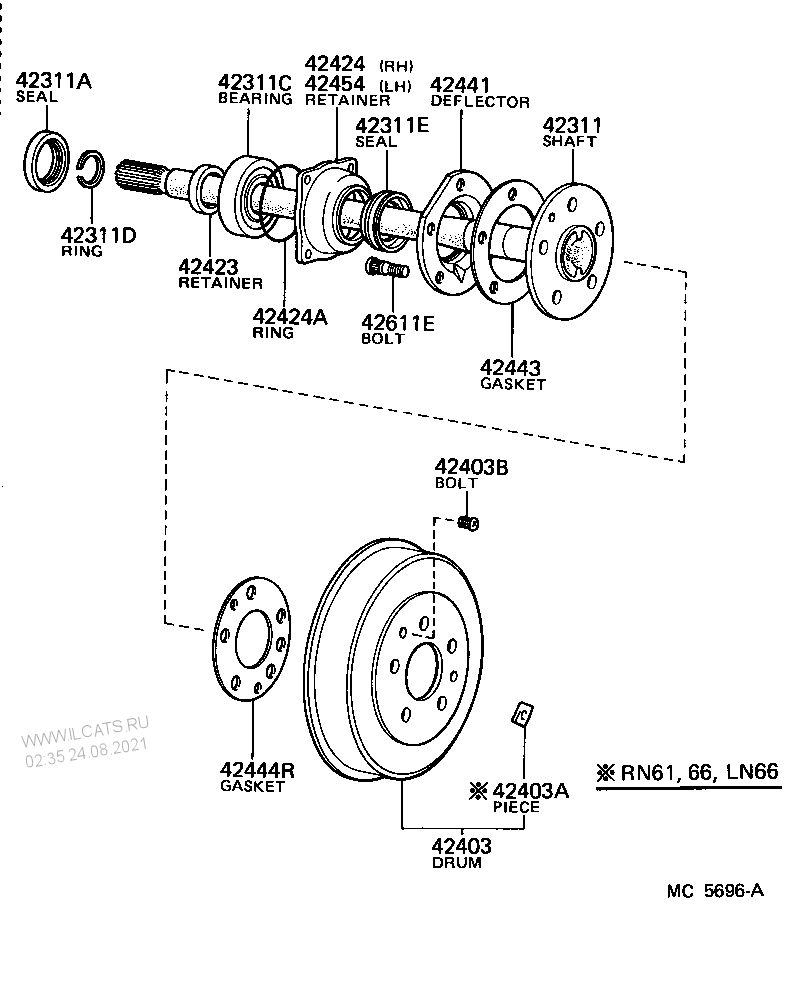 42424 (RH)
42311A
SEAL
42311C
BEARING
42454 (LH)
RETAINER
42441
DEFLECTOR
42311E
SEAL
42311
SHAFT
42311D
RING
42423
RETAINER
42424A
RING
42611E
BOLT
42443
GASKET
42403B
BOLT
WWW.ILCATS.RU
02:35 24.08.2021
42444R
GASKET
※ 42403A
PIECE
※ RN61, 66, LN66
42403
DRUM
MC 5696-A